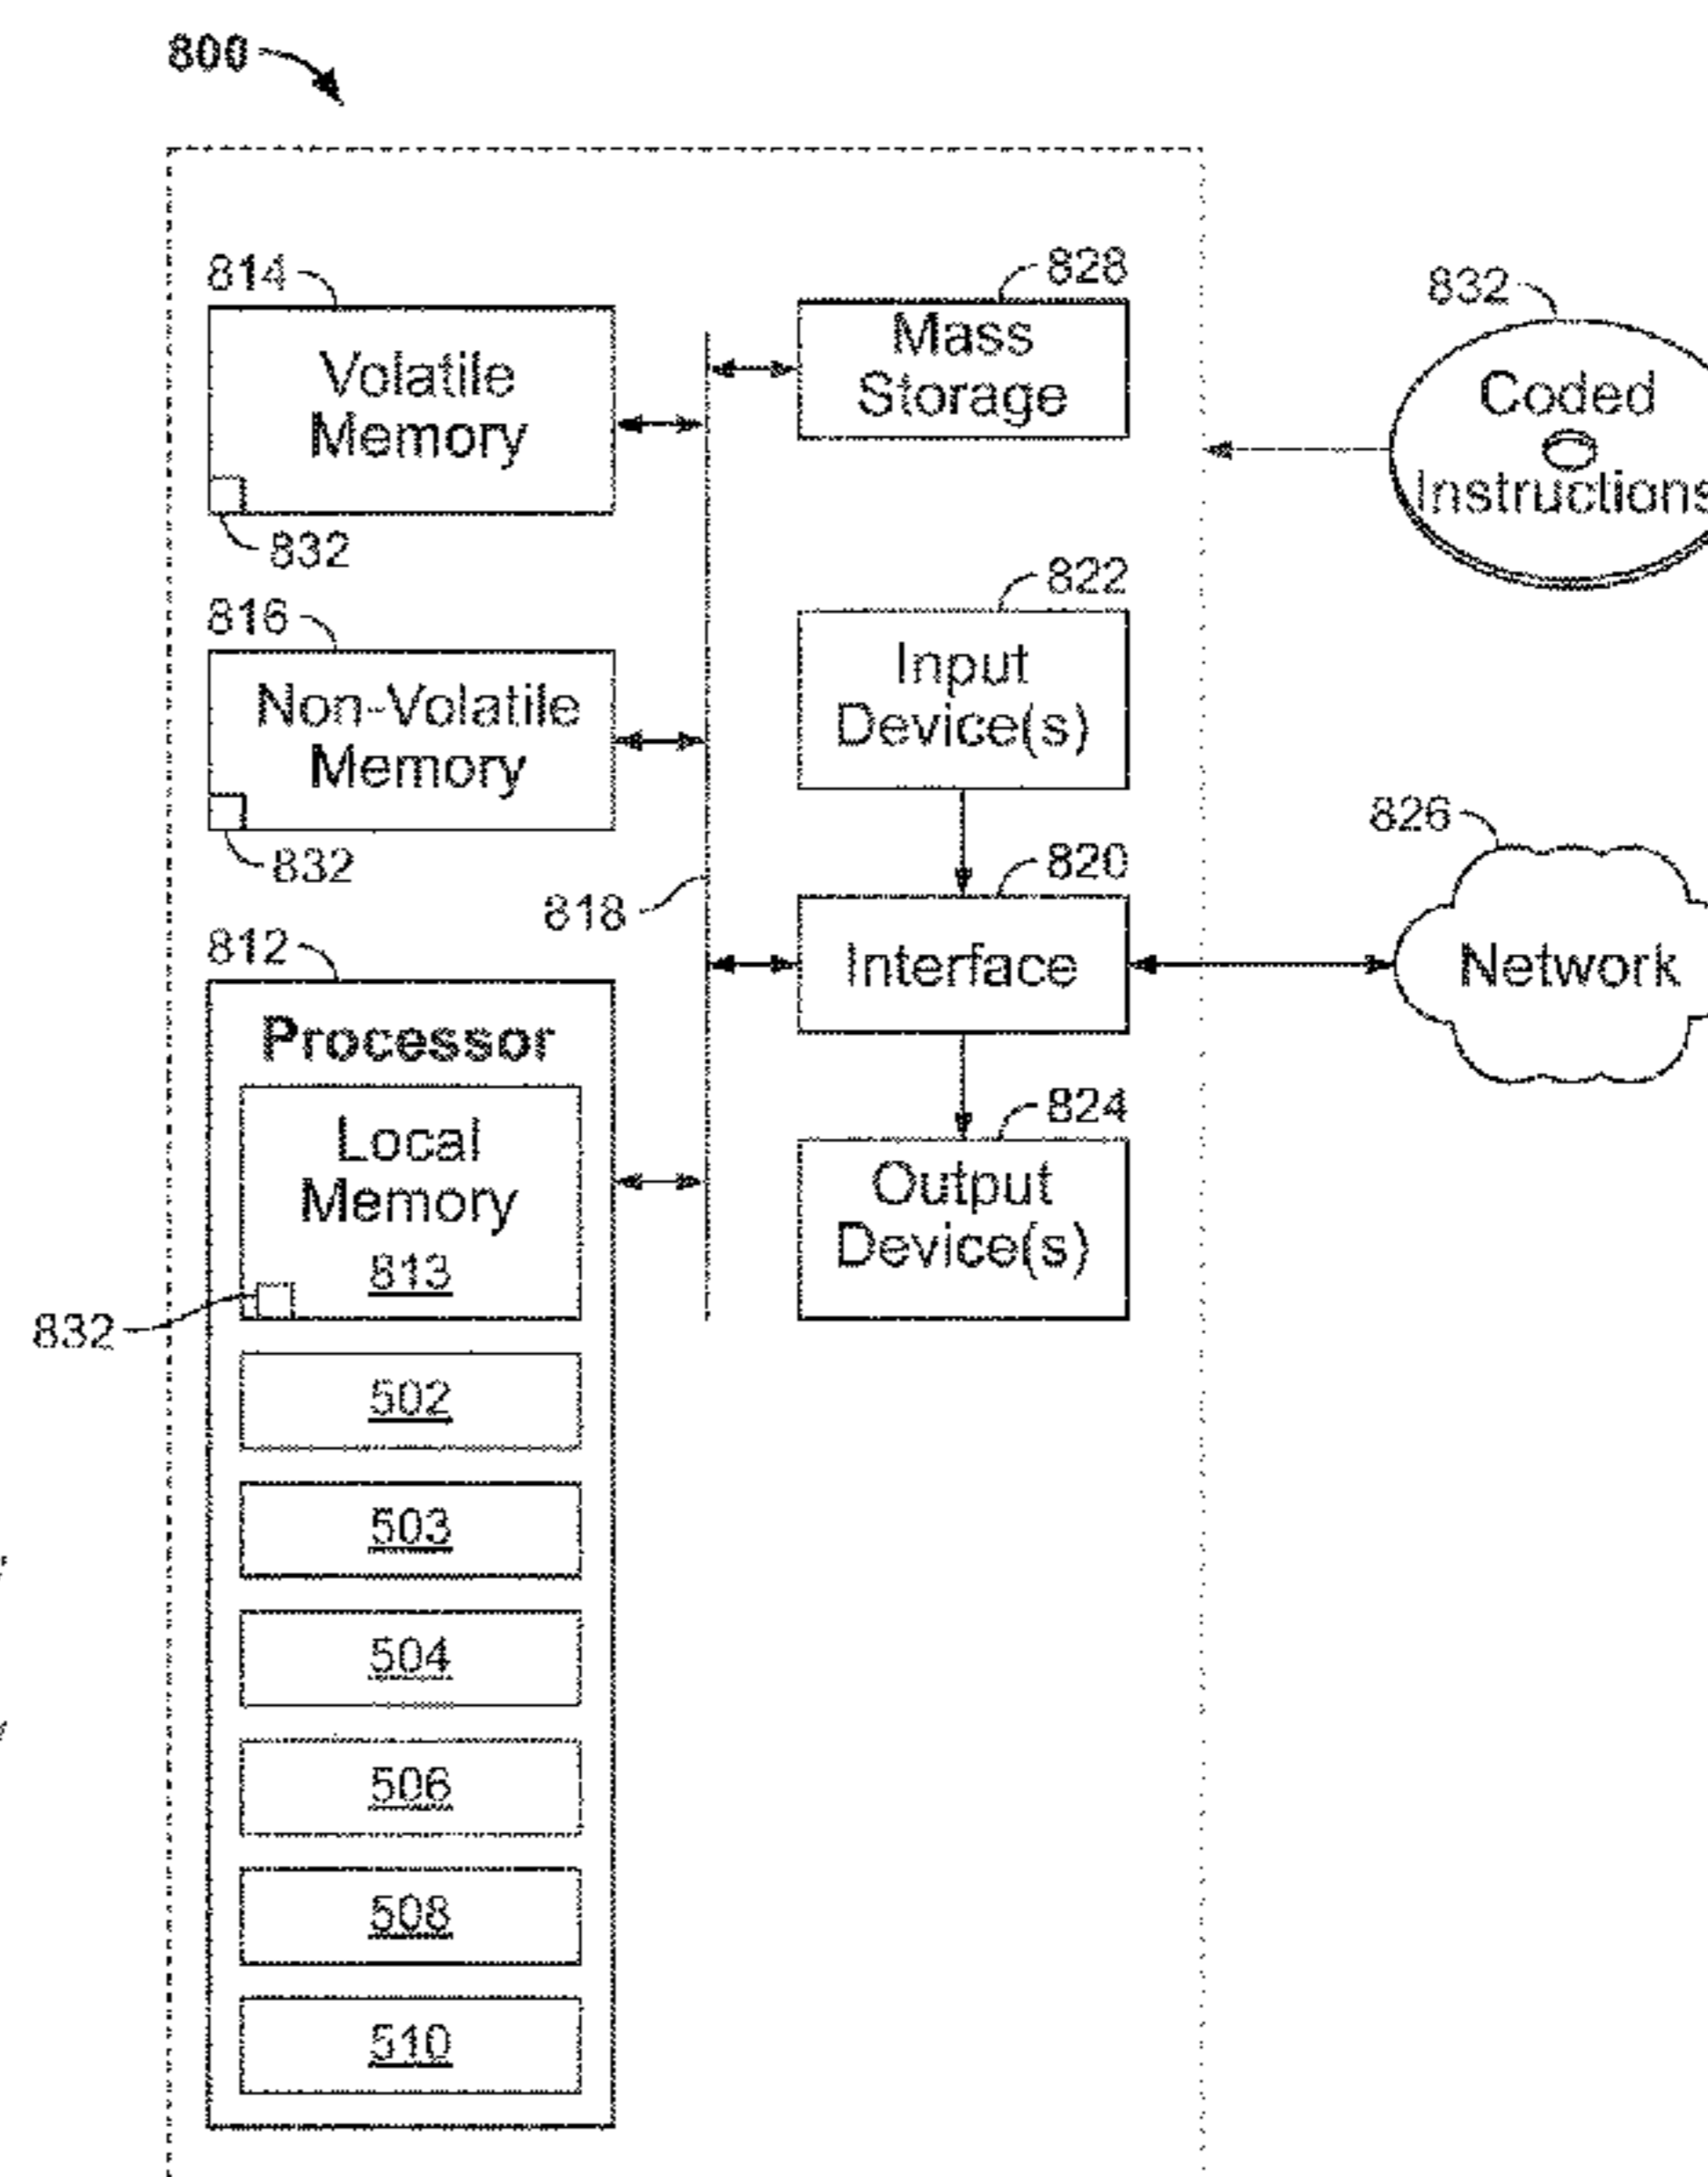 800
814
Volatile
Memory
832
816
Non-Volatile
Memory
832
818
812
Processor
Local
Memory
813
832
502
503
504
506
508
510
828
Mass
Storage
822
Input
Device(s)
820
Interface
824
Output
Device(s)
832
Coded
Instructions
826
Network